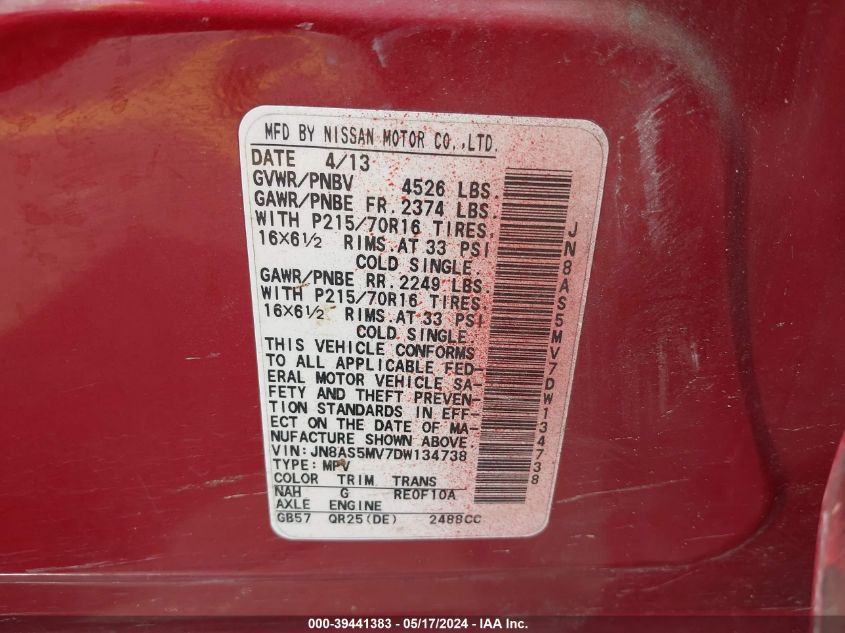 MFD BY NISSAN MOTOR CO.,LTD.
DATE 4/13
GVWR/PNBV 4526 LBS.
GAWR/PNBE FR. 2374 LBS.
WITH P215/70R16 TIRES.
16×6½ RIMS.AT 33 PSI
COLD SINGLE
GAWR/PNBE RR. 2249 LBS.
WITH P215/70R16 TIRES.
16×6½ RIMS.AT 33 PSI
COLD SINGLE.
THIS VEHICLE CONFORMS
TO ALL APPLICABLE FED-
ERAL MOTOR VEHICLE SA-
FETY AND THEFT PREVEN-
TION STANDARDS IN EFF-
ECT ON THE DATE OF MA-
NUFACTURE SHOWN ABOVE.
VIN: JN8AS5MV7DW134738
TYPE: MPV
COLOR TRIM TRANS
NAH G RE0F10A
AXLE ENGINE
GB57 QR25(DE) 2488CC
JN8AS5MV7DW134738
000-39441383 - 05/17/2024 - IAA Inc.